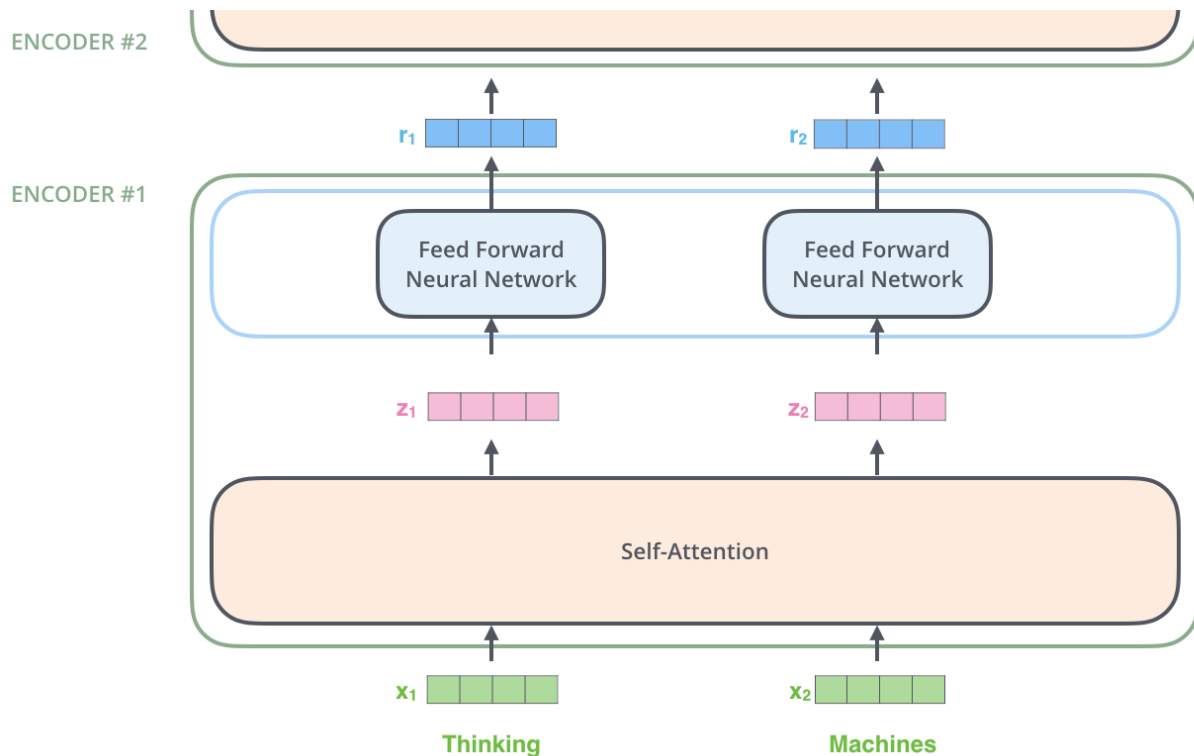 ENCODER #2
r₁
r₂
ENCODER #1
Feed Forward
Neural Network
Feed Forward
Neural Network
z₁
z₂
Self-Attention
x₁
x₂
Thinking
Machines